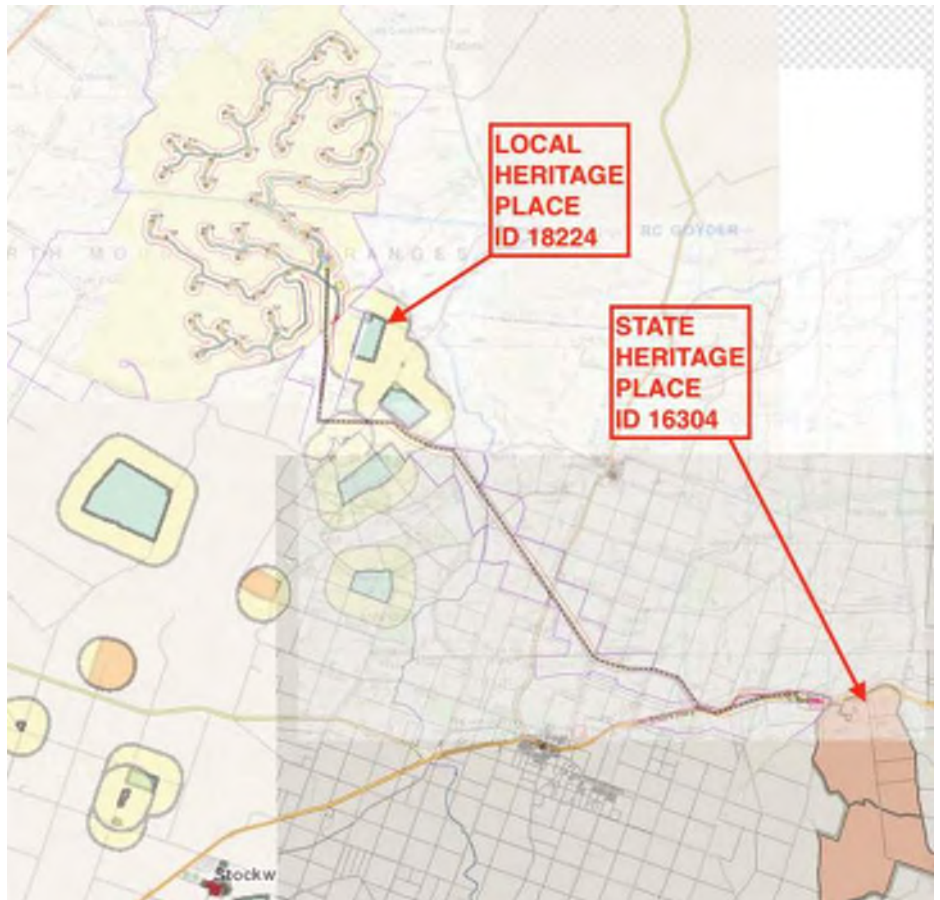 LOCAL
HERITAGE
PLACE
ID 18224
RC GOYDER
RANGES
STATE
HERITAGE
PLACE
ID 16304
Stockw